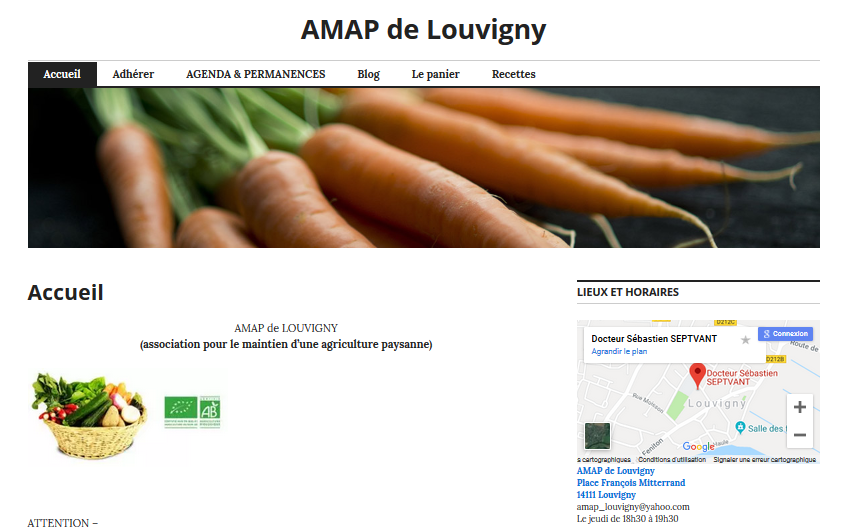 AMAP de Louvigny
Accueil Adhérer AGENDA & PERMANENCES Blog Le panier Recettes
Accueil
AMAP de LOUVIGNY
(association pour le maintien d'une agriculture paysanne)
AB
ATTENTION –
LIEUX ET HORAIRES
D212C
Docteur Sébastien SEPTVANT
Agrandir le plan
Connexion
Route de
D212B
Docteur Sébastien
SEPTVANT
Rue Moisson
Louvigny
Salle des
Feniton
Google
s cartographiques Conditions d'utilisation Signaler une erreur cartographique
AMAP de Louvigny
Place François Mitterrand
14111 Louvigny
amap_louvigny@yahoo.com
Le jeudi de 18h30 à 19h30